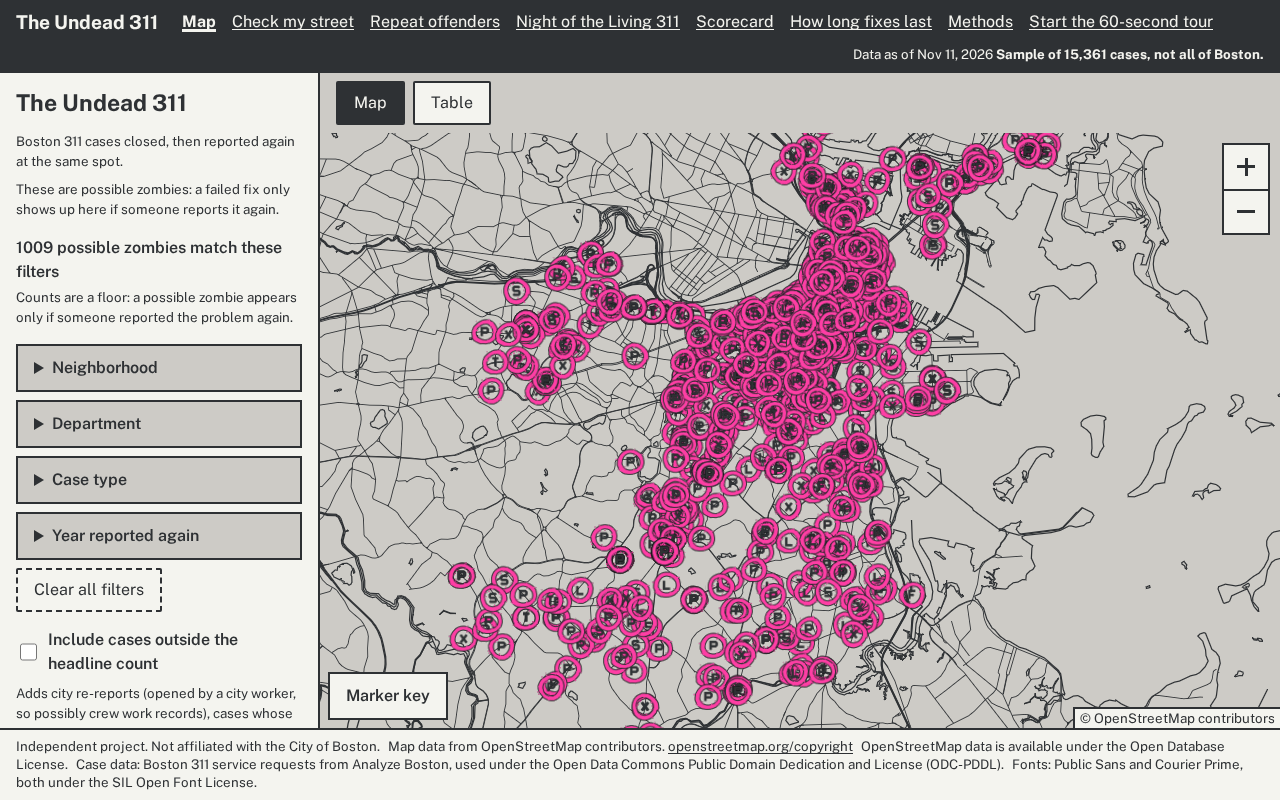 The Undead 311 Map Check my street Repeat offenders Night of the Living 311 Scorecard How long fixes last Methods Start the 60-second tour
Data as of Nov 11, 2026 Sample of 15,361 cases, not all of Boston.
The Undead 311
Boston 311 cases closed, then reported again
at the same spot.
These are possible zombies: a failed fix only
shows up here if someone reports it again.
1009 possible zombies match these
filters
Counts are a floor: a possible zombie appears
only if someone reported the problem again.
Neighborhood
Department
Case type
Year reported again
Clear all filters
Include cases outside the
headline count
Adds city re-reports (opened by a city worker,
so possibly crew work records), cases whose
Map Table
+
−
Marker key
© OpenStreetMap contributors
Independent project. Not affiliated with the City of Boston. Map data from OpenStreetMap contributors. openstreetmap.org/copyright OpenStreetMap data is available under the Open Database
License. Case data: Boston 311 service requests from Analyze Boston, used under the Open Data Commons Public Domain Dedication and License (ODC-PDDL). Fonts: Public Sans and Courier Prime,
both under the SIL Open Font License.